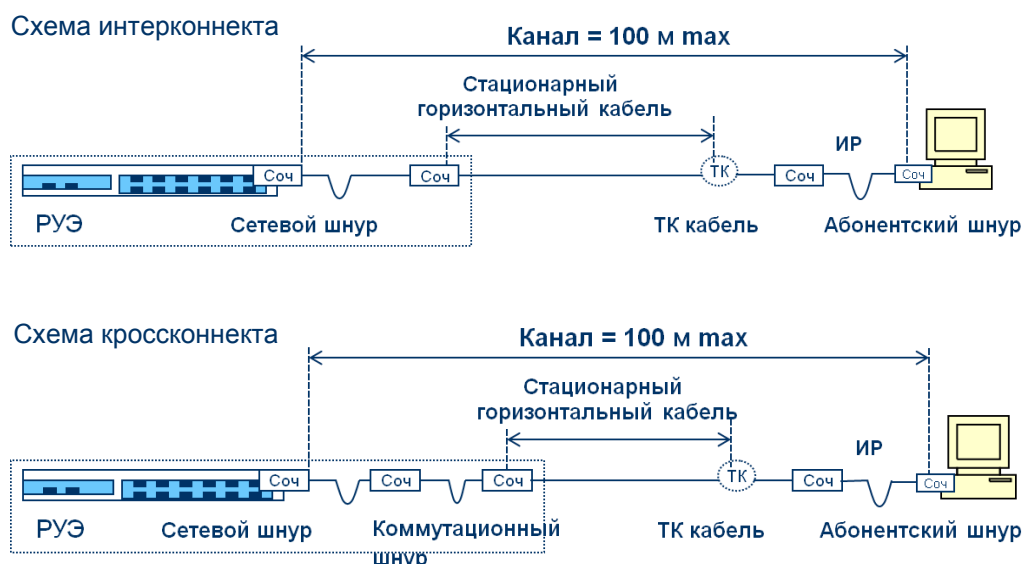 Схема интерконнекта
Канал = 100 м max
Стационарный
горизонтальный кабель
ИР
Соч
Соч
ТК
Соч
Соч
РУЭ
Сетевой шнур
ТК кабель
Абонентский шнур
Схема кроссконнекта
Канал = 100 м max
Стационарный
горизонтальный кабель
ИР
Соч
Соч
Соч
ТК
Соч
Соч
РУЭ
Сетевой шнур
Коммутационный
шнур
ТК кабель
Абонентский шнур